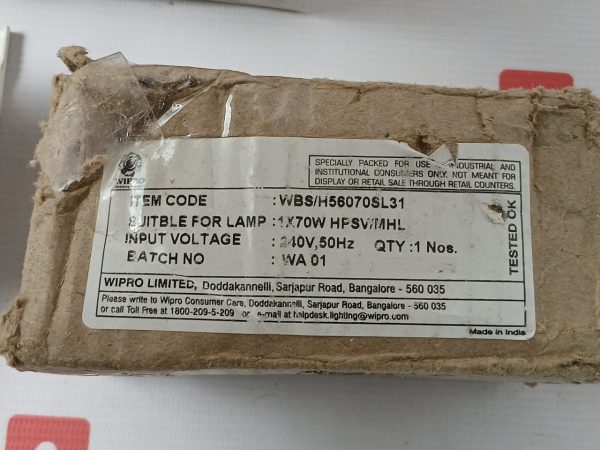 WIPRO
SPECIALLY PACKED FOR USE INDUSTRIAL AND
INSTITUTIONAL CONSUMERS ONLY, NOT MEANT FOR
DISPLAY OR RETAIL SALE THROUGH RETAIL COUNTERS.
ITEM CODE : WBS/H56070SL31
SUITBLE FOR LAMP : 1X70W HPSV/MHL
INPUT VOLTAGE : 240V,50Hz QTY : 1 Nos.
BATCH NO : WA 01
TESTED OK
WIPRO LIMITED, Doddakannelli, Sarjapur Road, Bangalore - 560 035
Please write to Wipro Consumer Care, Doddakannelli, Sarjapur Road, Bangalore - 560 035
or call Toll Free at 1800-209-5-209 or e-mail at helpdesk.lighting@wipro.com
Made in India